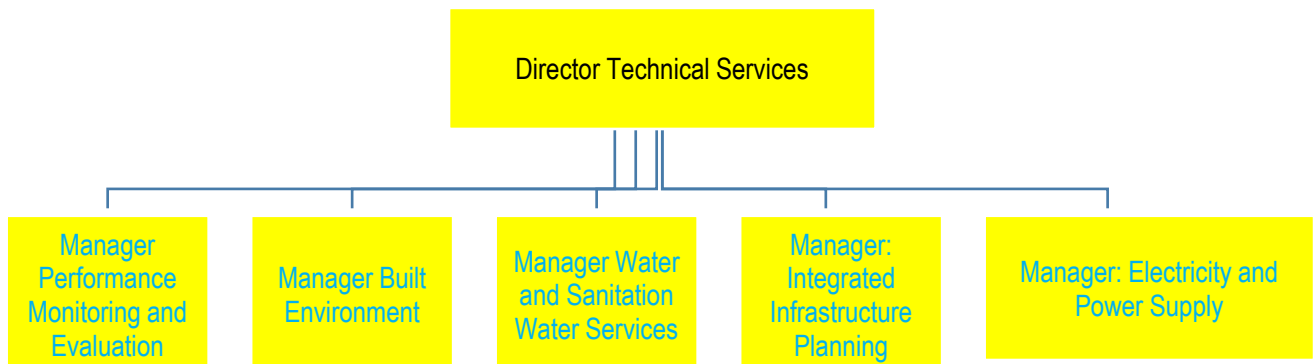 Director Technical Services
Manager
Performance
Monitoring and
Evaluation
Manager Built
Environment
Manager Water
and Sanitation
Water Services
Manager:
Integrated
Infrastructure
Planning
Manager: Electricity and
Power Supply